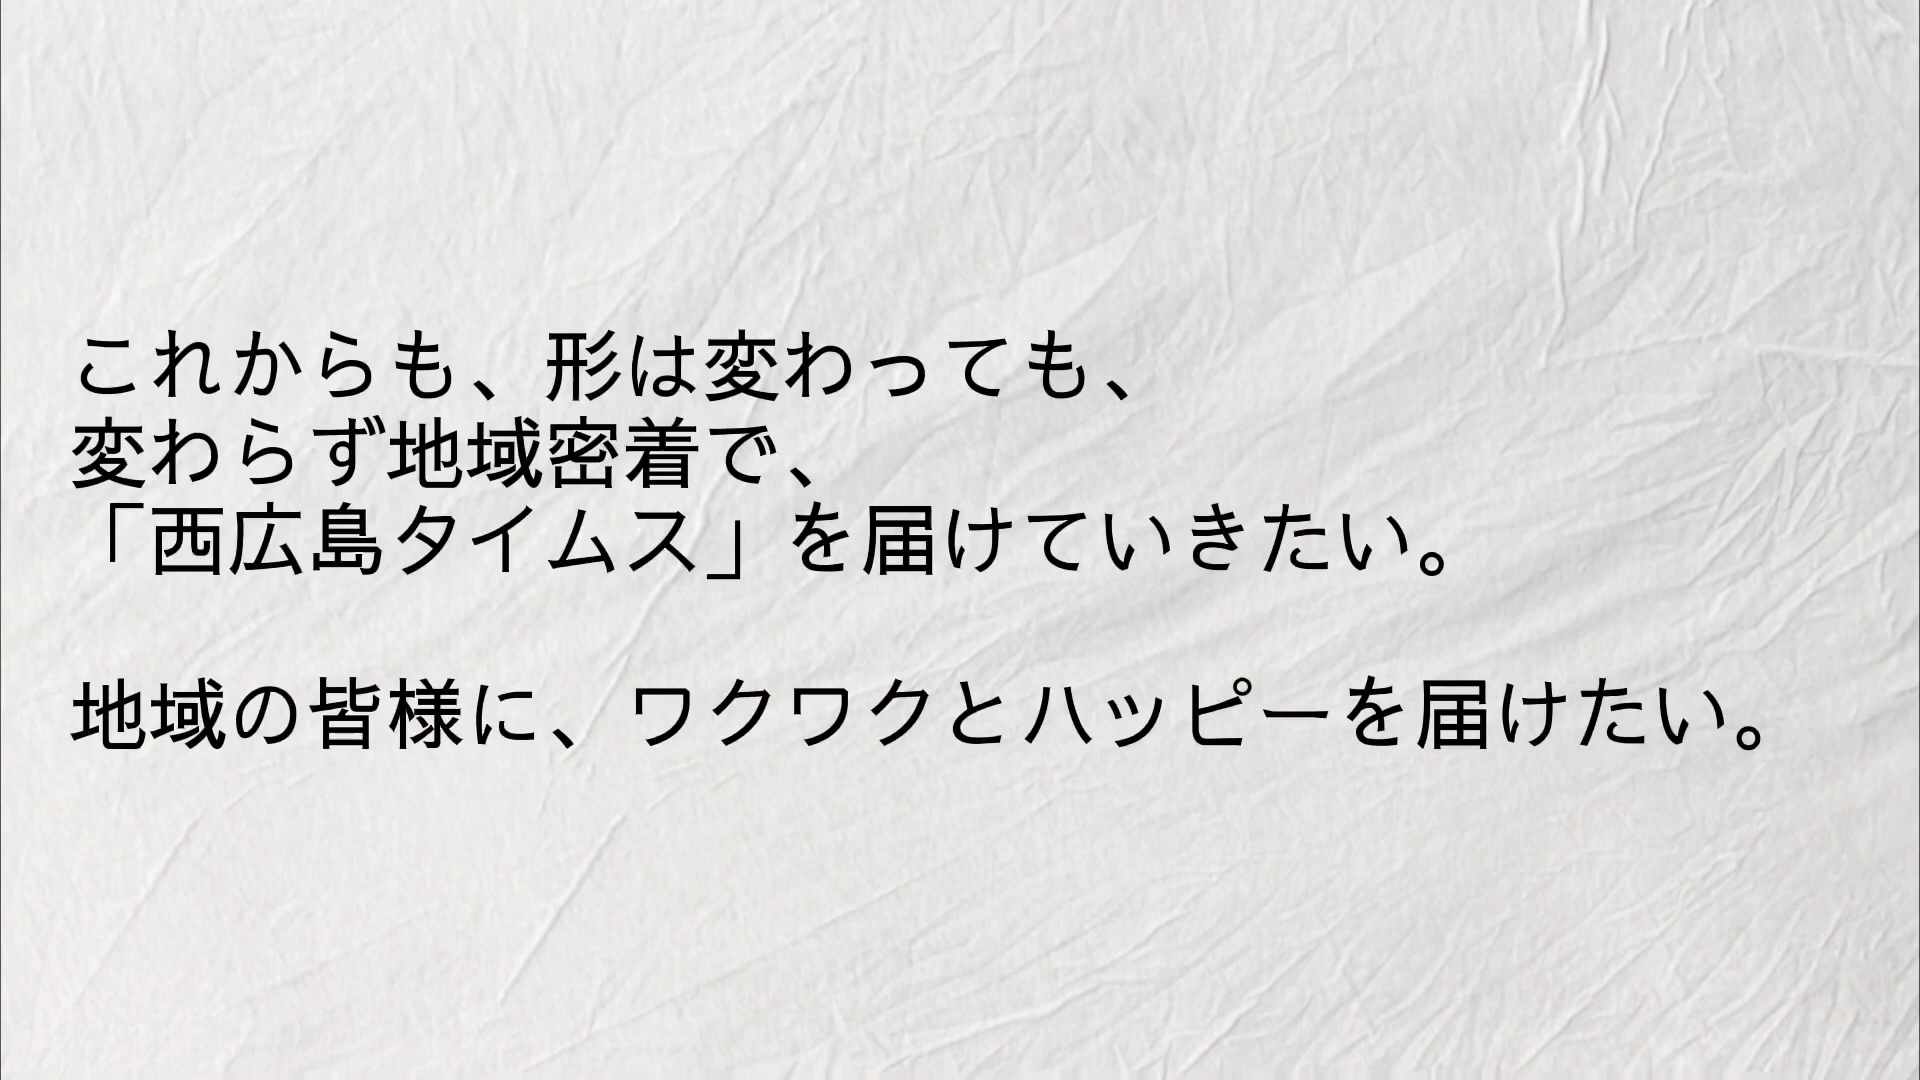 これからも、形は変わっても、
変わらず地域密着で、
「西広島タイムス」を届けていきたい。
地域の皆様に、ワクワクとハッピーを届けたい。